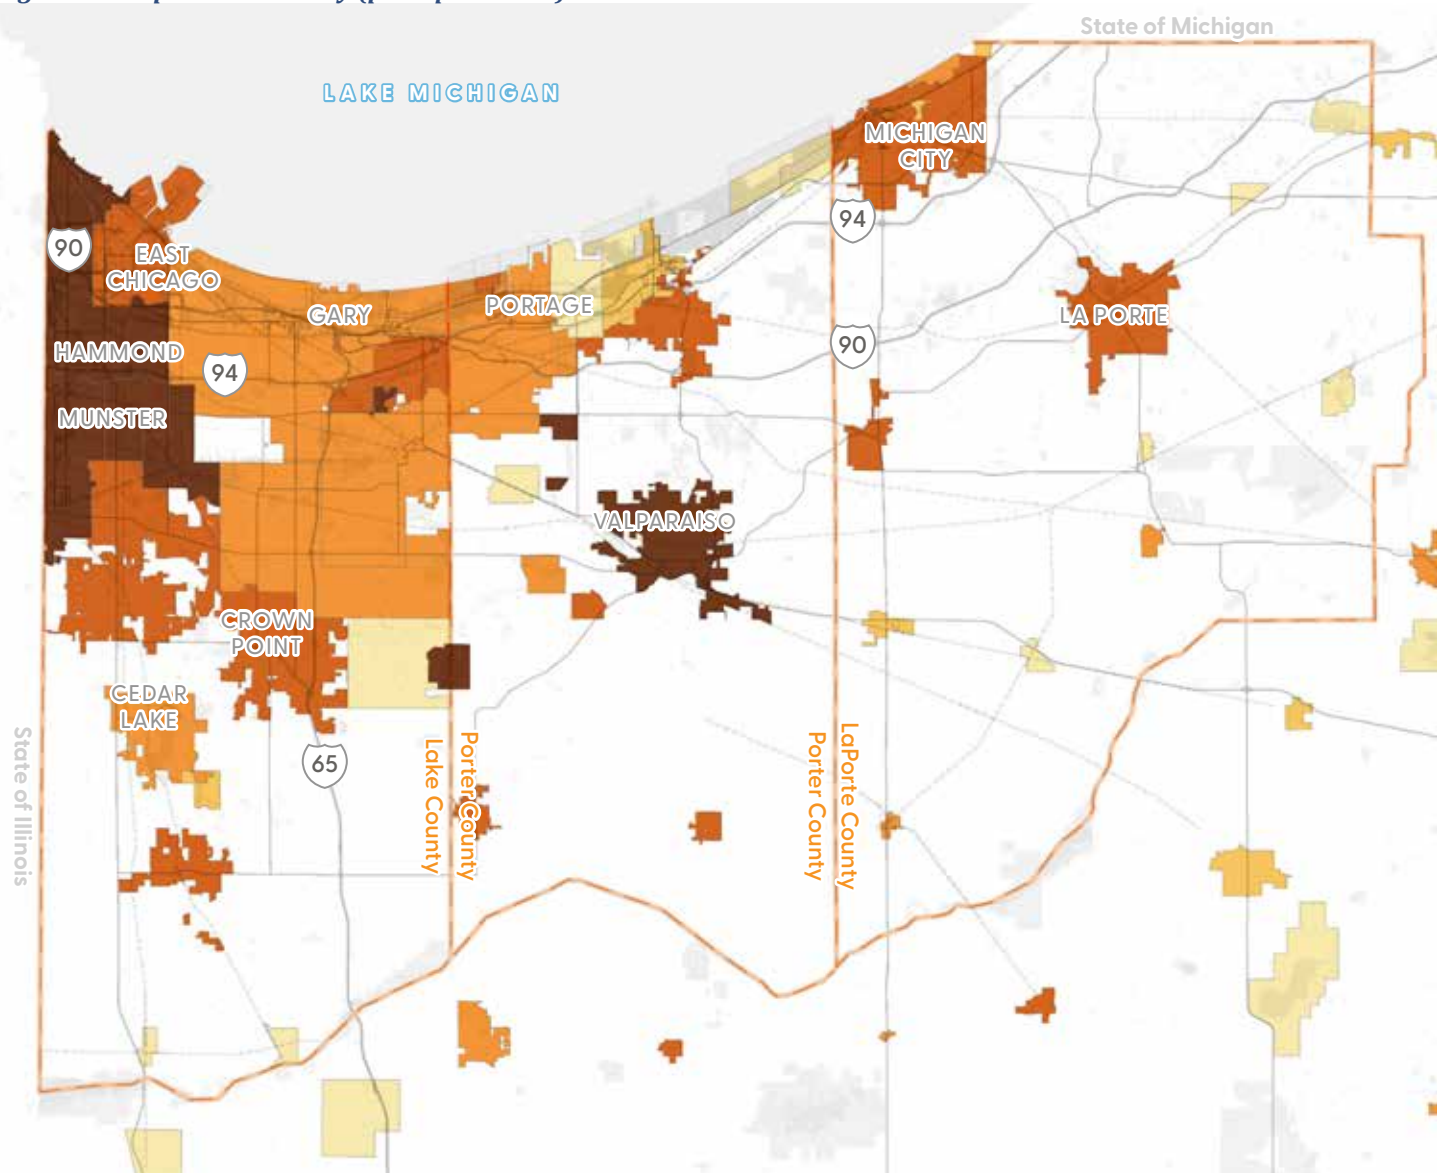 State of Michigan
LAKE MICHIGAN
MICHIGAN
CITY
94
90
EAST
CHICAGO
PORTAGE
GARY
LA PORTE
90
HAMMOND
94
MUNSTER
VALPARAISO
CROWN
POINT
CEDAR
LAKE
65
State of Illinois
Lake County
Porter County
Porter County
LaPorte County